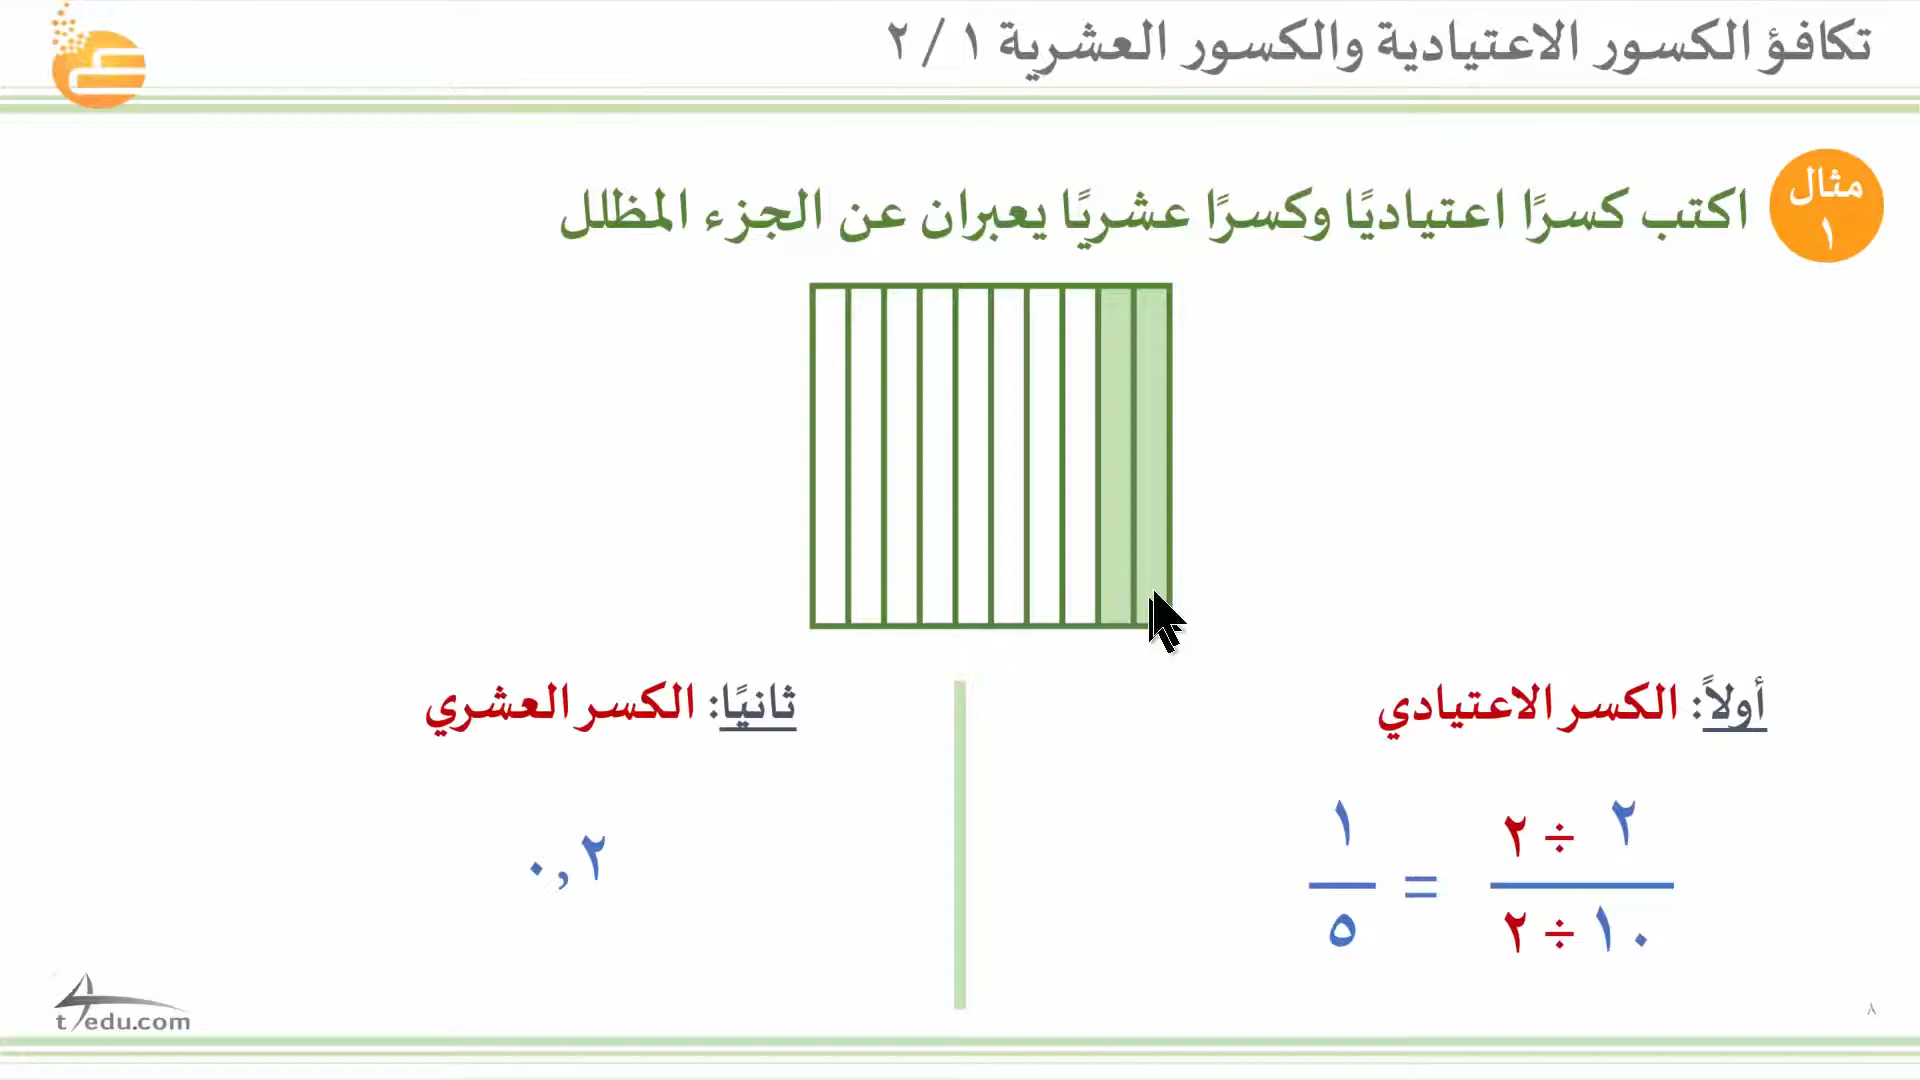 تكافؤ الكسور الاعتيادية والكسور العشرية ١ / ٢
مثال ١
اكتب كسرًا اعتياديًا وكسرًا عشريًا يعبران عن الجزء المظلل
أولاً: الكسر الاعتيادي
٢ ÷ ٢
١٠ ÷ ٢
=
١
٥
ثانيًا: الكسر العشري
٠,٢
t4edu.com
٨